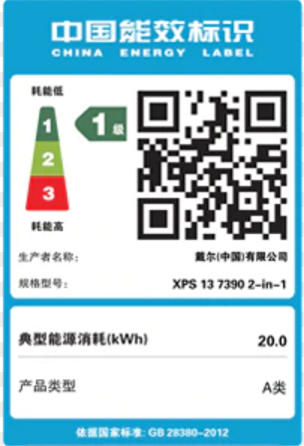 中国能效标识
CHINA ENERGY LABEL
耗能低
1
2
3
1级
耗能高
生产者名称: 戴尔(中国)有限公司
规格型号: XPS 13 7390 2-in-1
典型能源消耗(kWh) 20.0
产品类型 A类
依据国家标准: GB 28380-2012